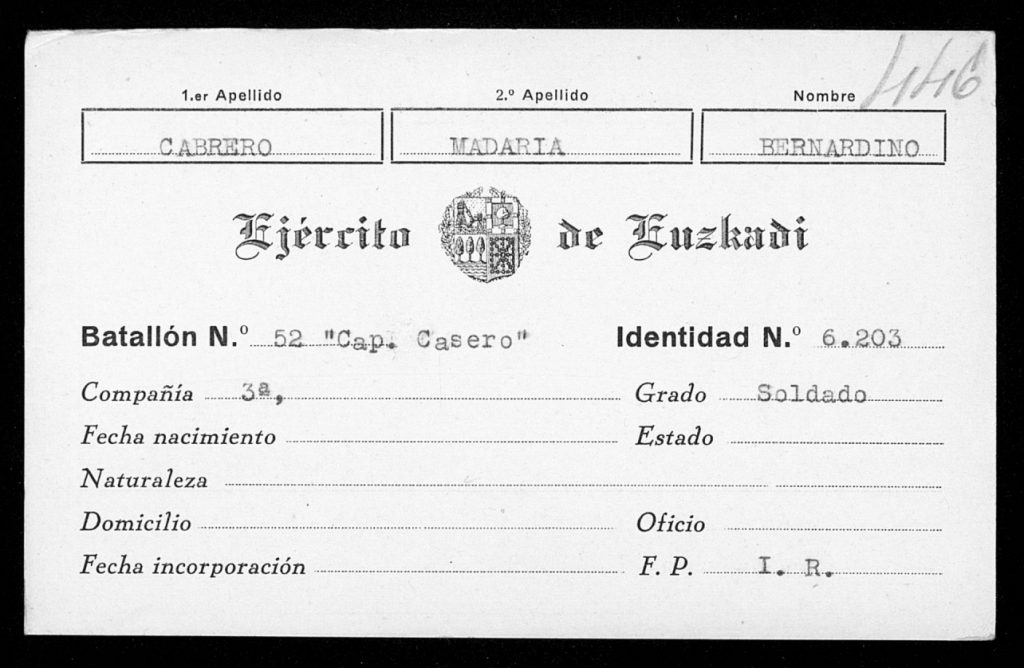 446
1.er Apellido 2.º Apellido Nombre
CABRERO MADARIA BERNARDINO
Ejército de Euzkadi
Batallón N.º 52 "Cap. Casero" Identidad N.º 6.203
Compañía 3ª, Grado Soldado
Fecha nacimiento Estado
Naturaleza
Domicilio Oficio
Fecha incorporación F. P. I. R.